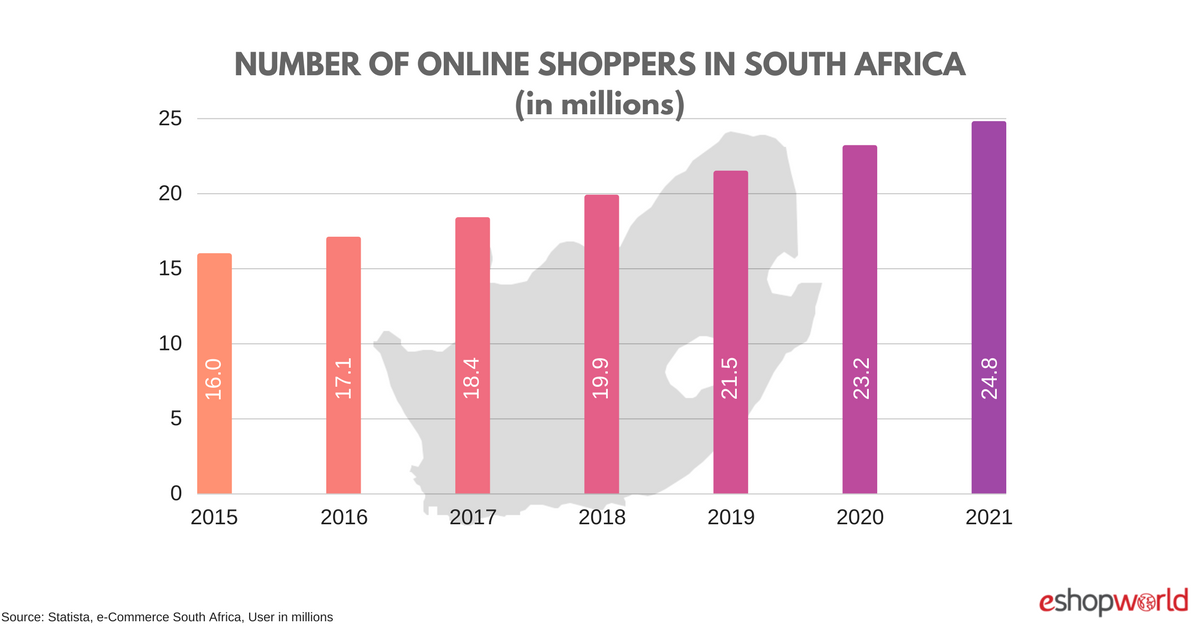 NUMBER OF ONLINE SHOPPERS IN SOUTH AFRICA
(in millions)
25
20
15
10
5
0
16.0
17.1
18.4
19.9
21.5
23.2
24.8
2015 2016 2017 2018 2019 2020 2021
Source: Statista, e-Commerce South Africa, User in millions
eshopworld